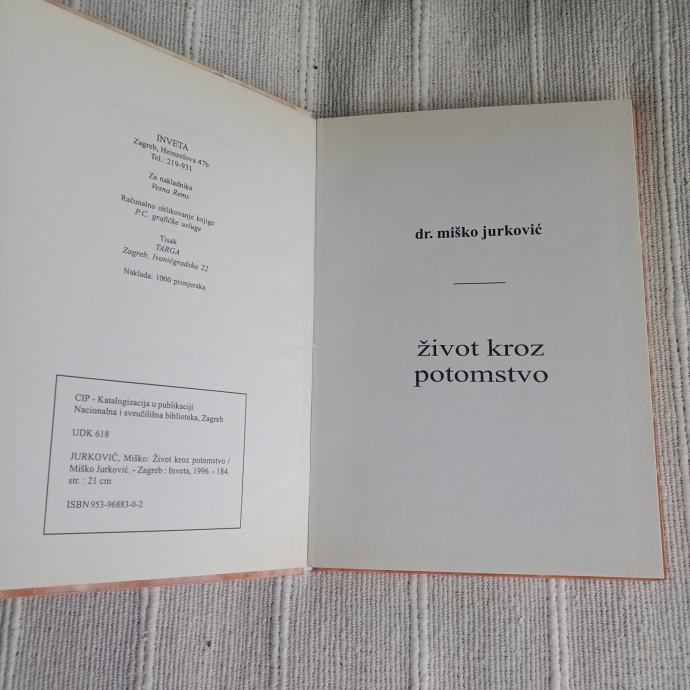 INVETA
Zagreb, Heinzelova 47b
Tel.: 219-931
Za nakladnika
Vesna Rems
Računalno oblikovanje knjige
P.C. grafičke usluge
Tisak
TARGA
Zagreb, Ivanićgradska 22
Naklada: 1000 primjeraka
CIP - Katalogizacija u publikaciji
Nacionalna i sveučilišna biblioteka, Zagreb
UDK 618
JURKOVIĆ, Miško: Život kroz potomstvo /
Miško Jurković. - Zagreb : Inveta, 1996. - 184.
str. : 21 cm
ISBN 953-96883-0-2
dr. miško jurković
život kroz
potomstvo